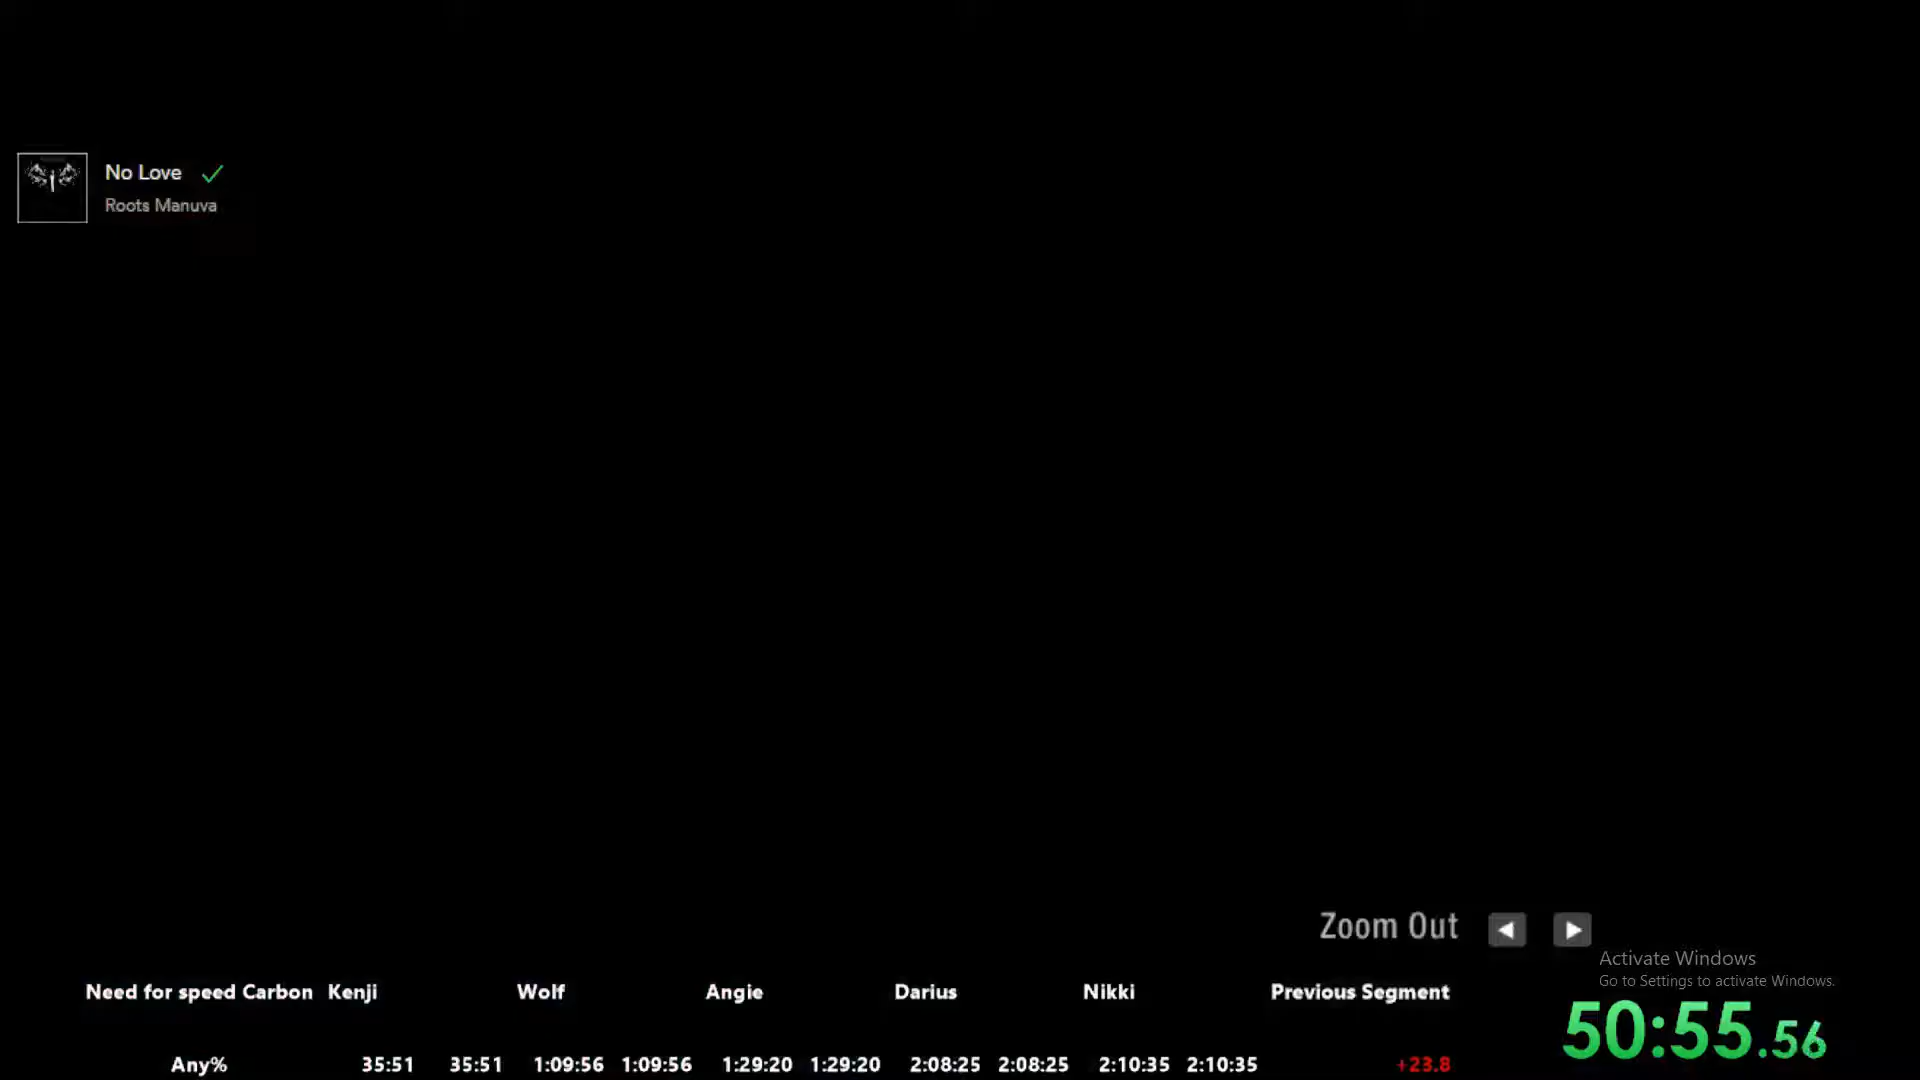 No Love
Roots Manuva
Zoom Out
Activate Windows
Go to Settings to activate Windows.
Need for speed Carbon Kenji Wolf Angie Darius Nikki Previous Segment
50:55.56
Any% 35:51 35:51 1:09:56 1:09:56 1:29:20 1:29:20 2:08:25 2:08:25 2:10:35 2:10:35 +23.8